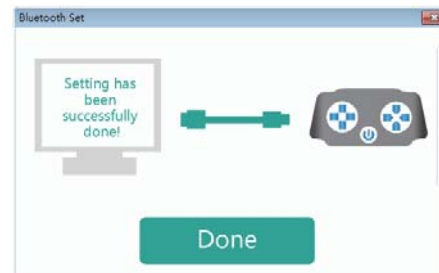 Bluetooth Set
Setting has
been
successfully
done!
Done